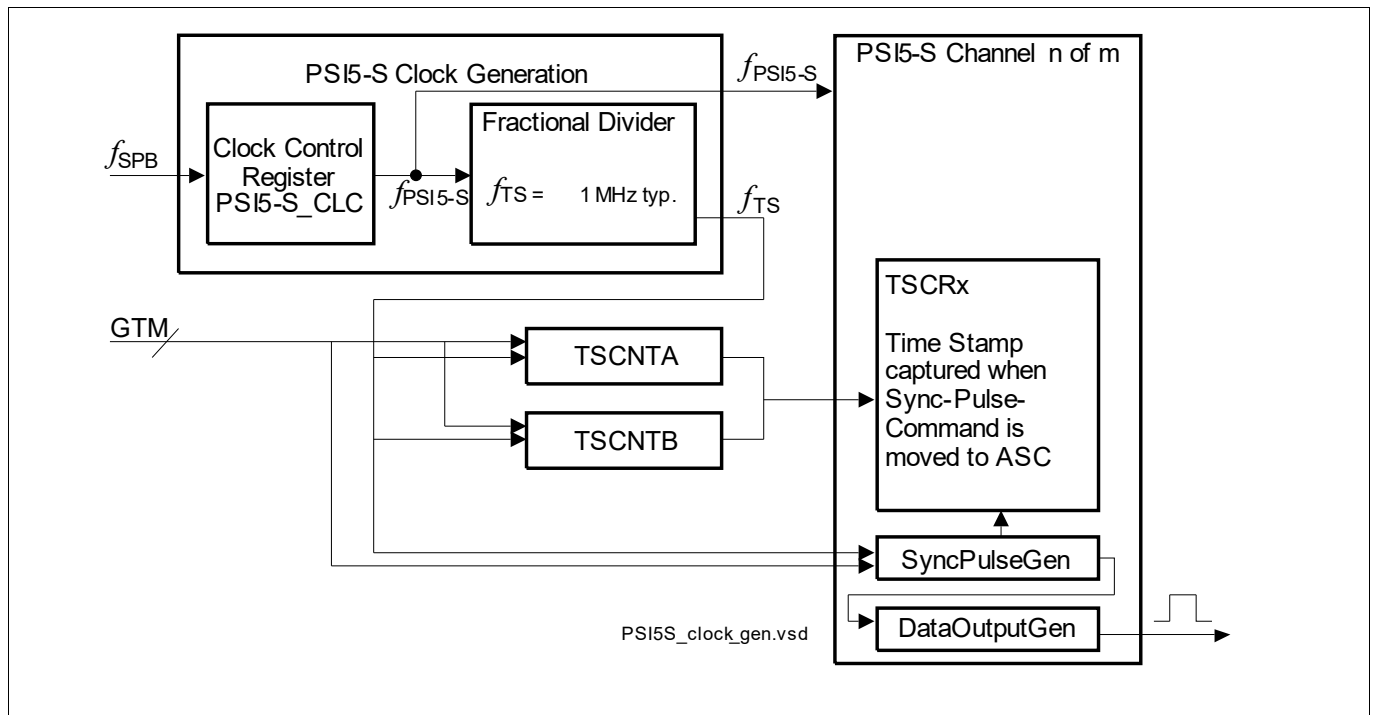 PSI5-S Clock Generation
fPSI5-S
PSI5-S Channel n of m
fSPB
Clock Control
Register
PSI5-S_CLC
fPSI5-S
Fractional Divider
fTS = 1 MHz typ.
fTS
GTM
TSCNTA
TSCNTB
TSCRx
Time Stamp
captured when
Sync-Pulse-
Command is
moved to ASC
SyncPulseGen
DataOutputGen
PSI5S_clock_gen.vsd